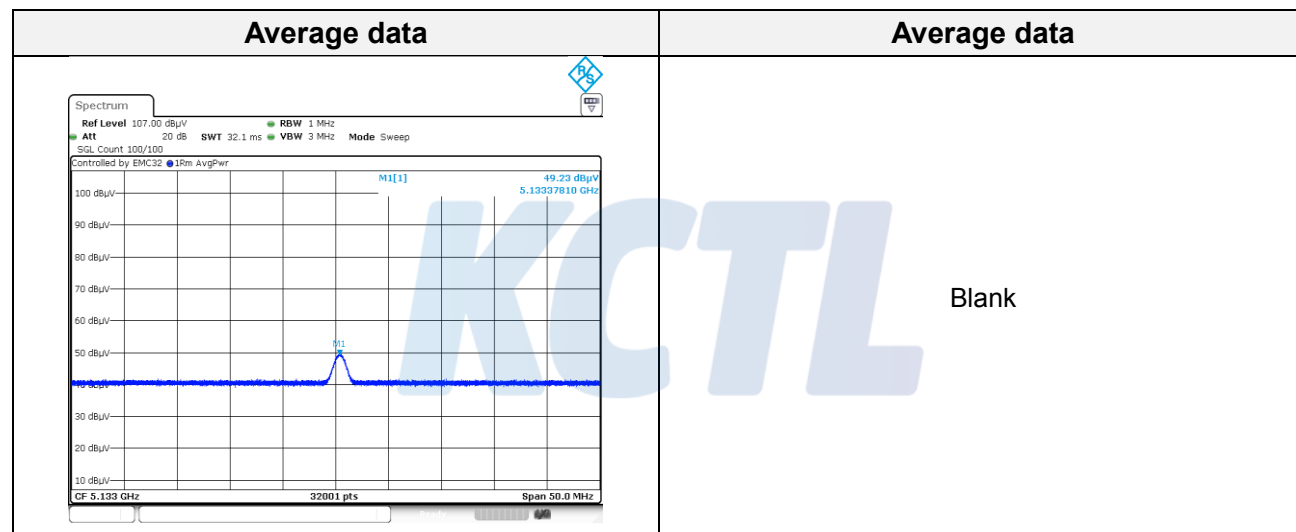 Average data
Average data
R S
Spectrum
Ref Level 107.00 dBµV RBW 1 MHz
Att 20 dB SWT 32.1 ms VBW 3 MHz Mode Sweep
SGL Count 100/100
Controlled by EMC32 1Rm AvgPwr
M1[1] 49.23 dBµV
5.13337810 GHz
100 dBµV
90 dBµV
80 dBµV
70 dBµV
60 dBµV
M1
50 dBµV
30 dBµV
20 dBµV
10 dBµV
CF 5.133 GHz 32001 pts Span 50.0 MHz
Blank
KCTL